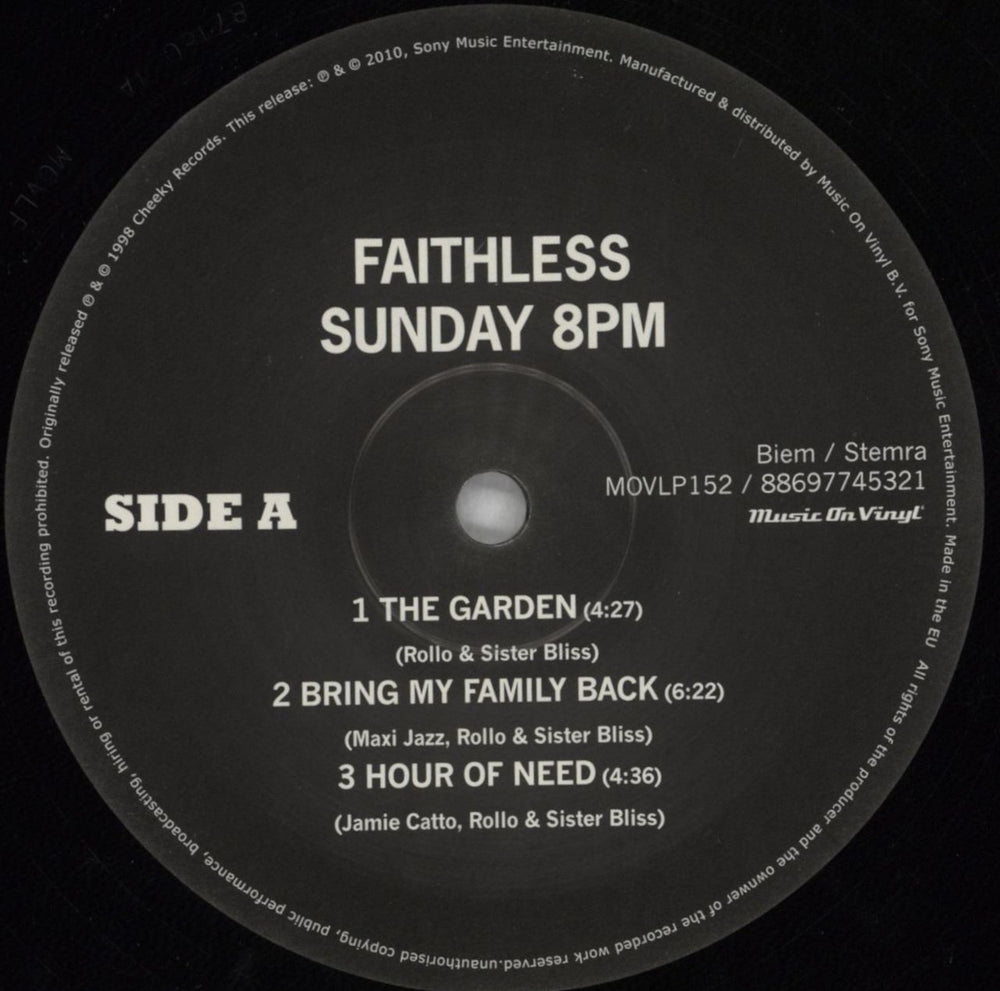 FAITHLESS
SUNDAY 8PM
Biem / Stemra
MOVLP152 / 88697745321
Music On Vinyl
SIDE A
1 THE GARDEN (4:27)
(Rollo & Sister Bliss)
2 BRING MY FAMILY BACK (6:22)
(Maxi Jazz, Rollo & Sister Bliss)
3 HOUR OF NEED (4:36)
(Jamie Catto, Rollo & Sister Bliss)
Originally released ℗ & © 1998 Cheeky Records. This release: ℗ & © 2010, Sony Music Entertainment. Manufactured & distributed by Music On Vinyl B.V. for Sony Music Entertainment. Made in the EU All rights of the producer and the ownwer of the recorced work reserved.unauthorised copying, public performance, broadcasting, hiring or rental of this recording prohibited.